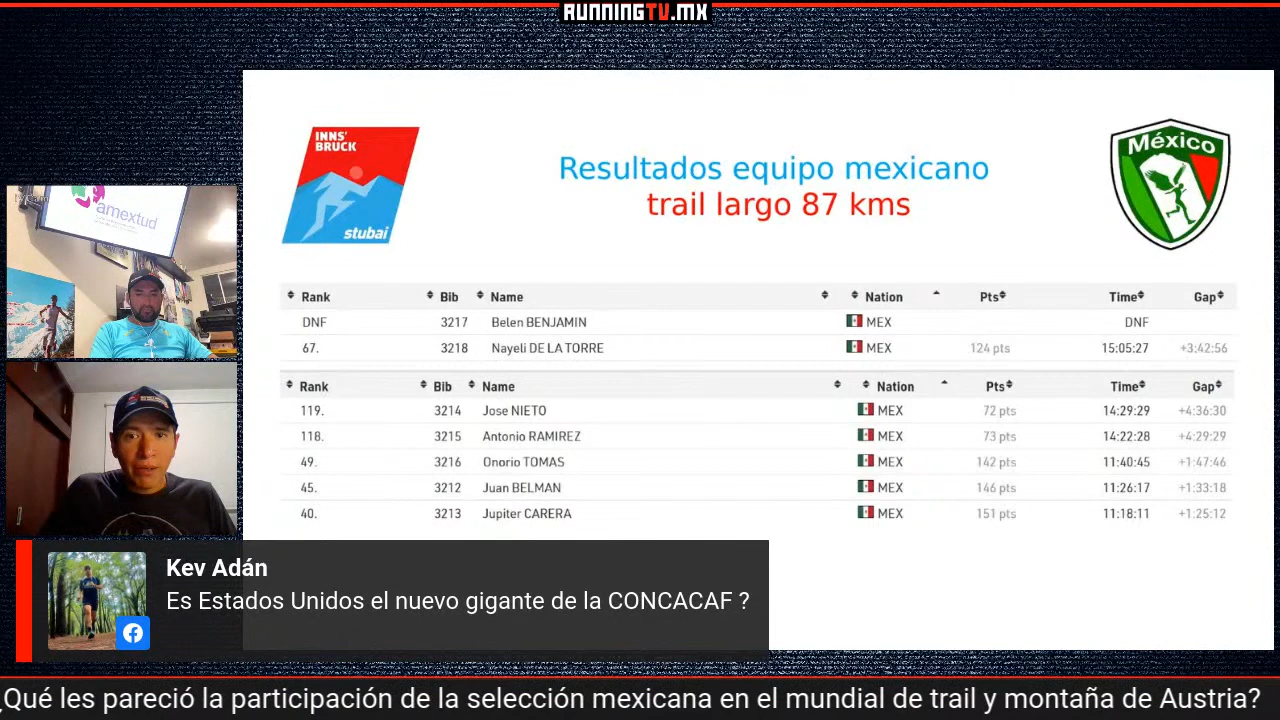 RUNNINGTV.MX
INNS'
BRUCK
stubai
Resultados equipo mexicano
trail largo 87 kms
México
amextud
Rank Bib Name Nation Pts Time Gap
DNF 3217 Belen BENJAMIN MEX DNF
67. 3218 Nayeli DE LA TORRE MEX 124 pts 15:05:27 +3:42:56
Rank Bib Name Nation Pts Time Gap
119. 3214 Jose NIETO MEX 72 pts 14:29:29 +4:36:30
118. 3215 Antonio RAMIREZ MEX 73 pts 14:22:28 +4:29:29
49. 3216 Onorio TOMAS MEX 142 pts 11:40:45 +1:47:46
45. 3212 Juan BELMAN MEX 146 pts 11:26:17 +1:33:18
40. 3213 Jupiter CARERA MEX 151 pts 11:18:11 +1:25:12
Kev Adán
Es Estados Unidos el nuevo gigante de la CONCACAF ?
¿Qué les pareció la participación de la selección mexicana en el mundial de trail y montaña de Austria?